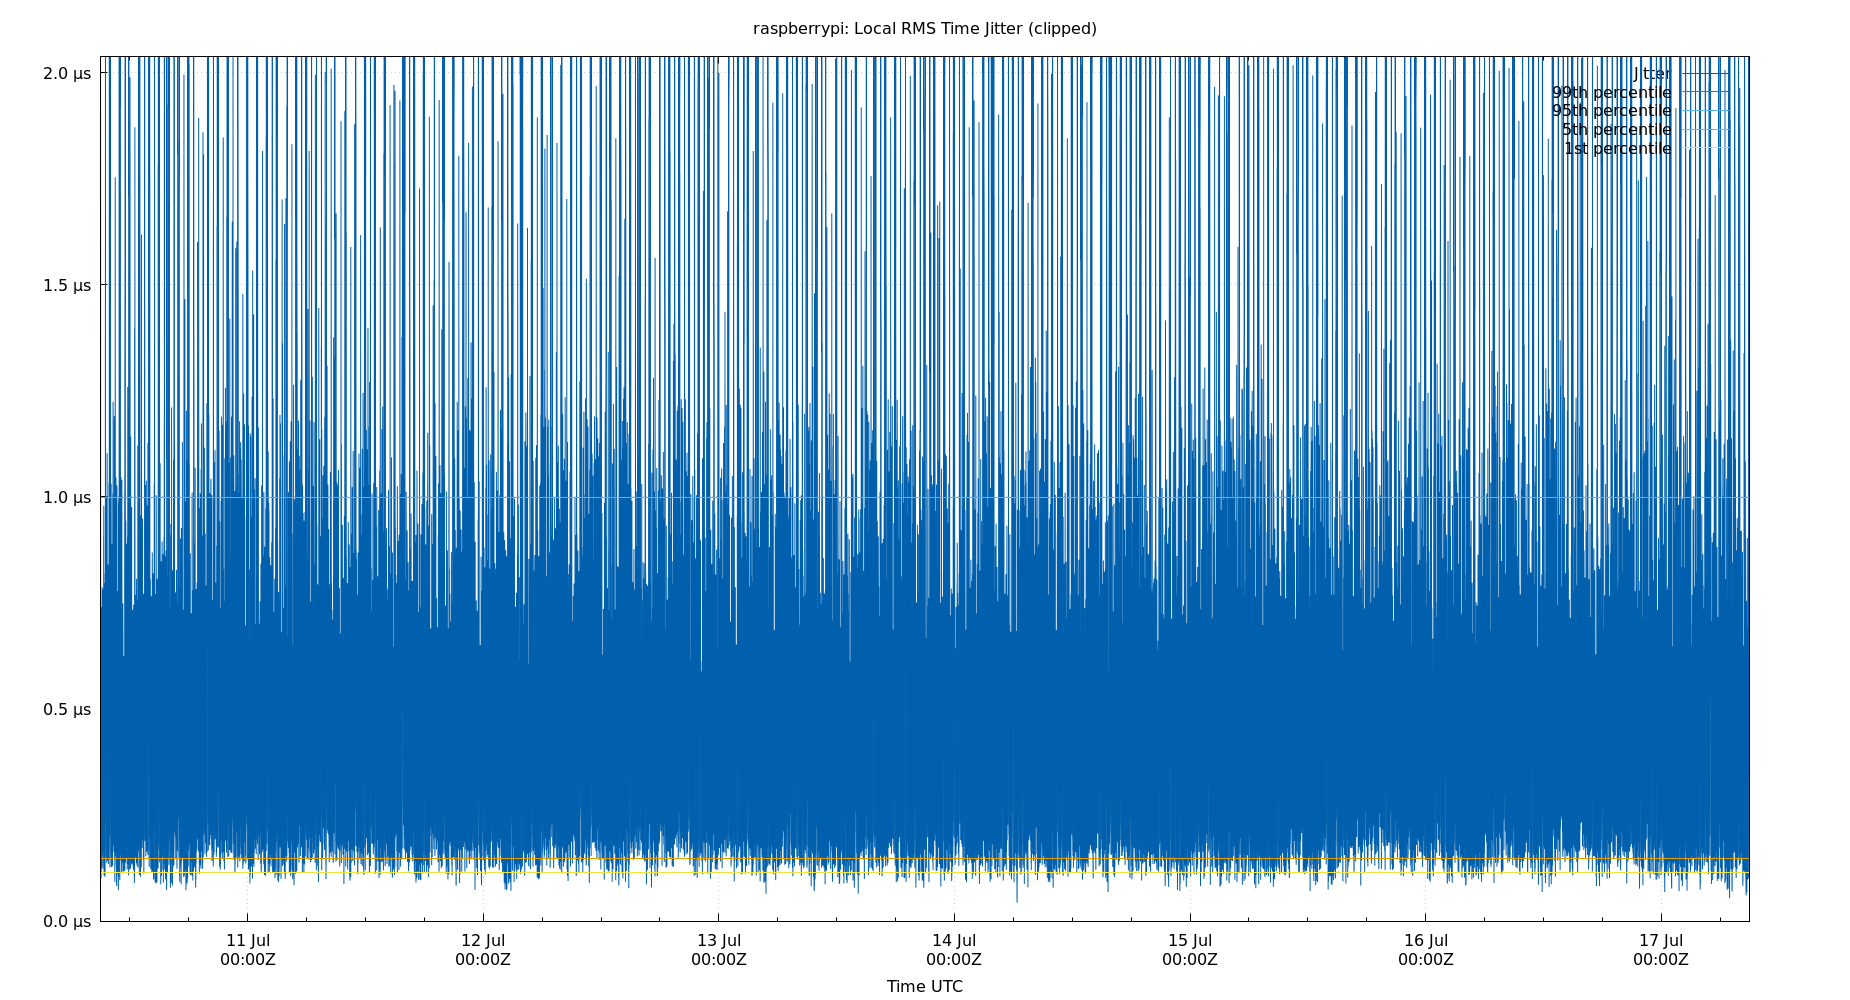 raspberrypi: Local RMS Time Jitter (clipped)
2.0 µs
1.5 µs
1.0 µs
0.5 µs
0.0 µs
Jitter
99th percentile
95th percentile
5th percentile
1st percentile
11 Jul 12 Jul 13 Jul 14 Jul 15 Jul 16 Jul 17 Jul
00:00Z 00:00Z 00:00Z 00:00Z 00:00Z 00:00Z 00:00Z
Time UTC